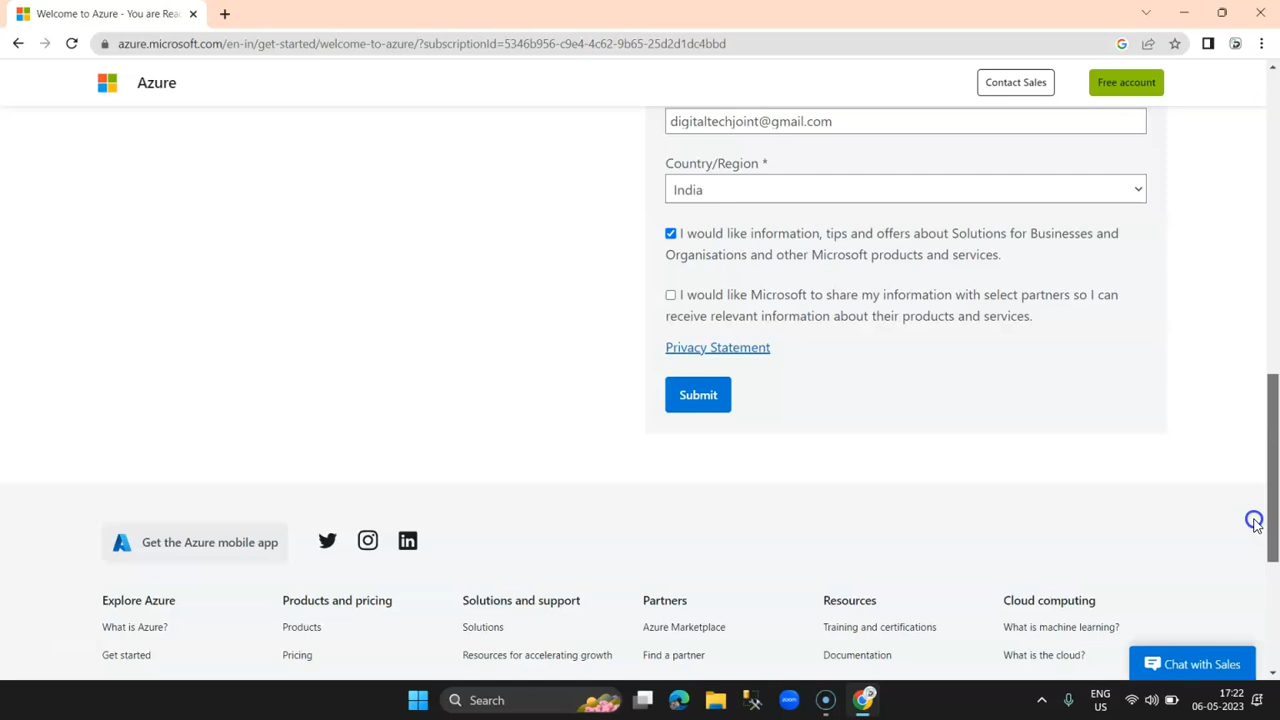 Welcome to Azure - You are Rea
azure.microsoft.com/en-in/get-started/welcome-to-azure/?subscriptionId=5346b956-c9e4-4c62-9b65-25d2d1dc4bbd
Azure
Contact Sales
Free account
digitaltechjoint@gmail.com
Country/Region *
India
I would like information, tips and offers about Solutions for Businesses and
Organisations and other Microsoft products and services.
I would like Microsoft to share my information with select partners so I can
receive relevant information about their products and services.
Privacy Statement
Submit
Get the Azure mobile app
Explore Azure
What is Azure?
Get started
Products and pricing
Products
Pricing
Solutions and support
Solutions
Resources for accelerating growth
Partners
Azure Marketplace
Find a partner
Resources
Training and certifications
Documentation
Cloud computing
What is machine learning?
What is the cloud?
Chat with Sales
Search
ENG
US
17:22
06-05-2023